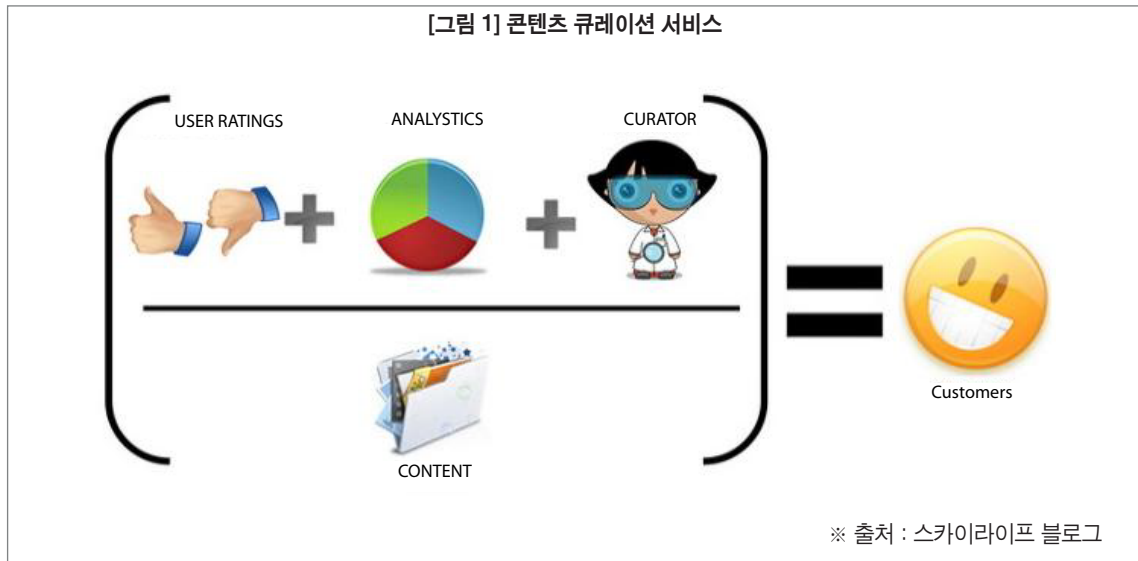 [그림 1] 콘텐츠 큐레이션 서비스
USER RATINGS
ANALYSTICS
CURATOR
CONTENT
Customers
※ 출처 : 스카이라이프 블로그